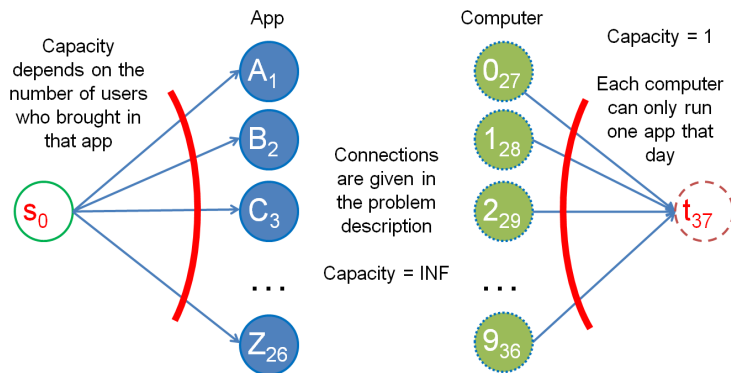 App
Computer
Capacity
depends on the
number of users
who brought in
that app
Capacity = 1
Each computer
can only run
one app that
day
Connections
are given in
the problem
description
Capacity = INF
s0
A1
B2
C3
...
Z26
027
128
229
...
936
t37